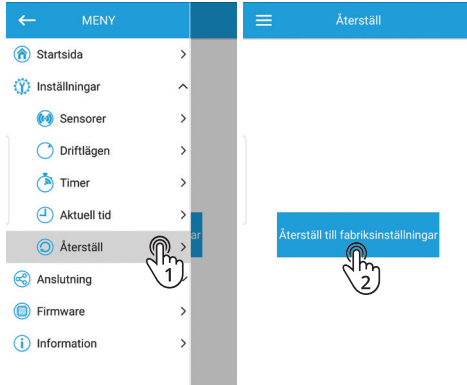 MENY
Startsida
Inställningar
Sensorer
Driftlägen
Timer
Aktuell tid
Återställ
1
Anslutning
Firmware
Information
ar
Återställ
Återställ till fabriksinställningar
2